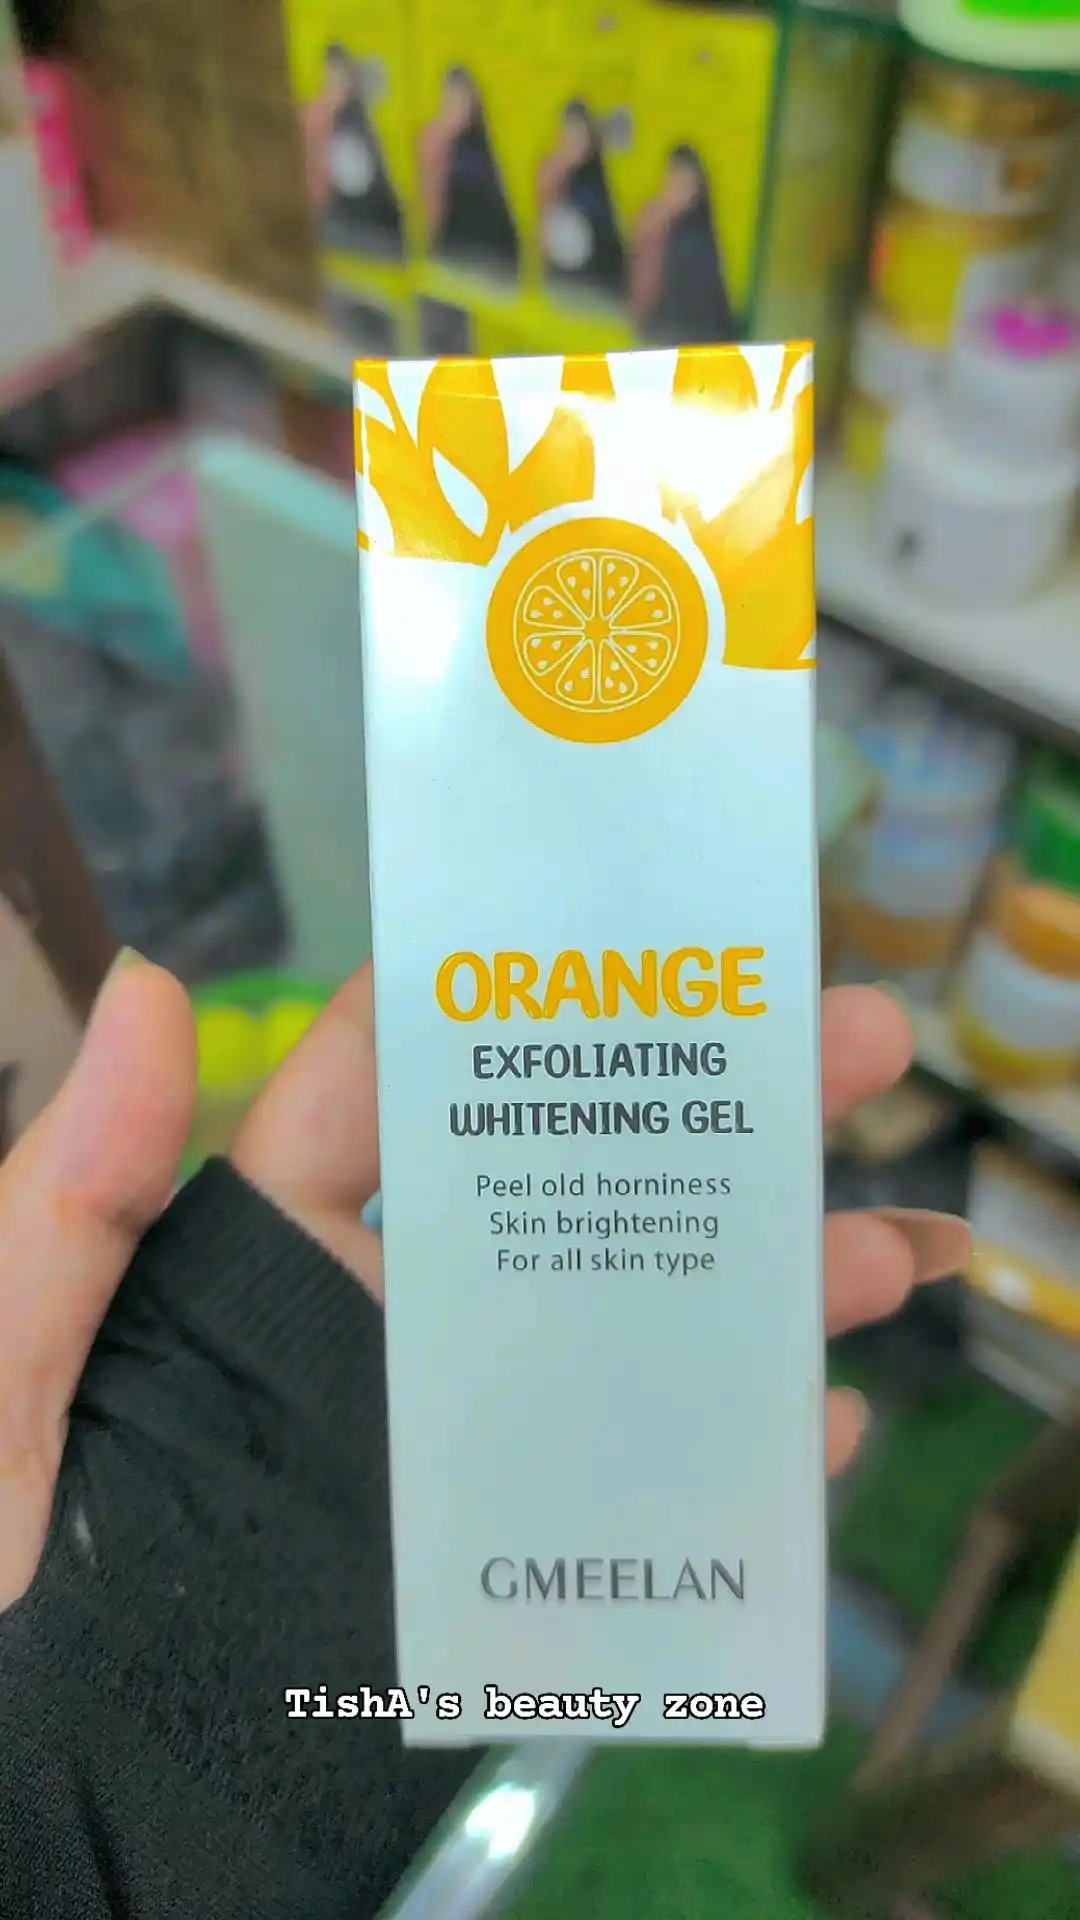 ORANGE
EXFOLIATING
WHITENING GEL
Peel old horniness
Skin brightening
For all skin type
GMEELAN
TishA's beauty zone